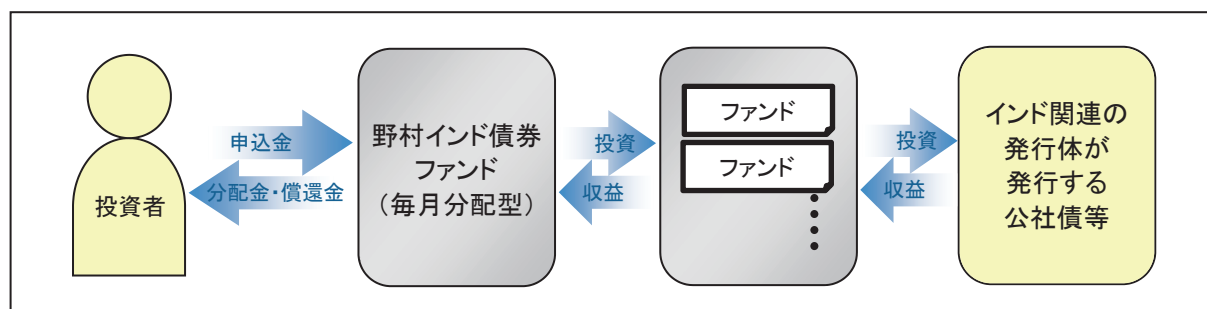 投資者
申込金
分配金・償還金
野村インド債券
ファンド
（毎月分配型）
投資
収益
ファンド
ファンド
投資
収益
インド関連の
発行体が
発行する
公社債等